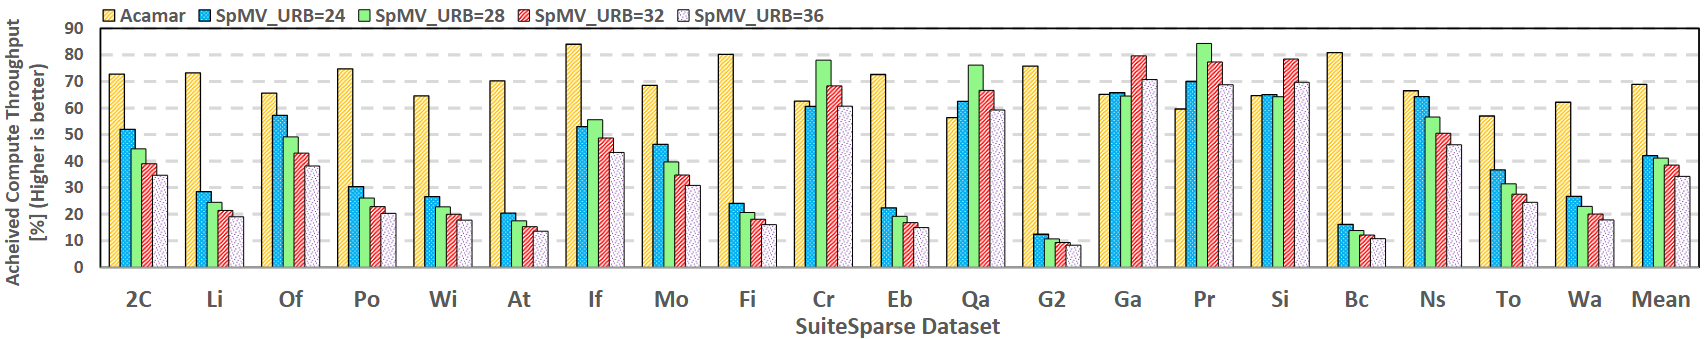 Acheived Compute Throughput
[%] (Higher is better)
Acamar SpMV_URB=24 SpMV_URB=28 SpMV_URB=32 SpMV_URB=36
90
80
70
60
50
40
30
20
10
0
2C Li Of Po Wi At If Mo Fi Cr Eb Qa G2 Ga Pr Si Bc Ns To Wa Mean
SuiteSparse Dataset